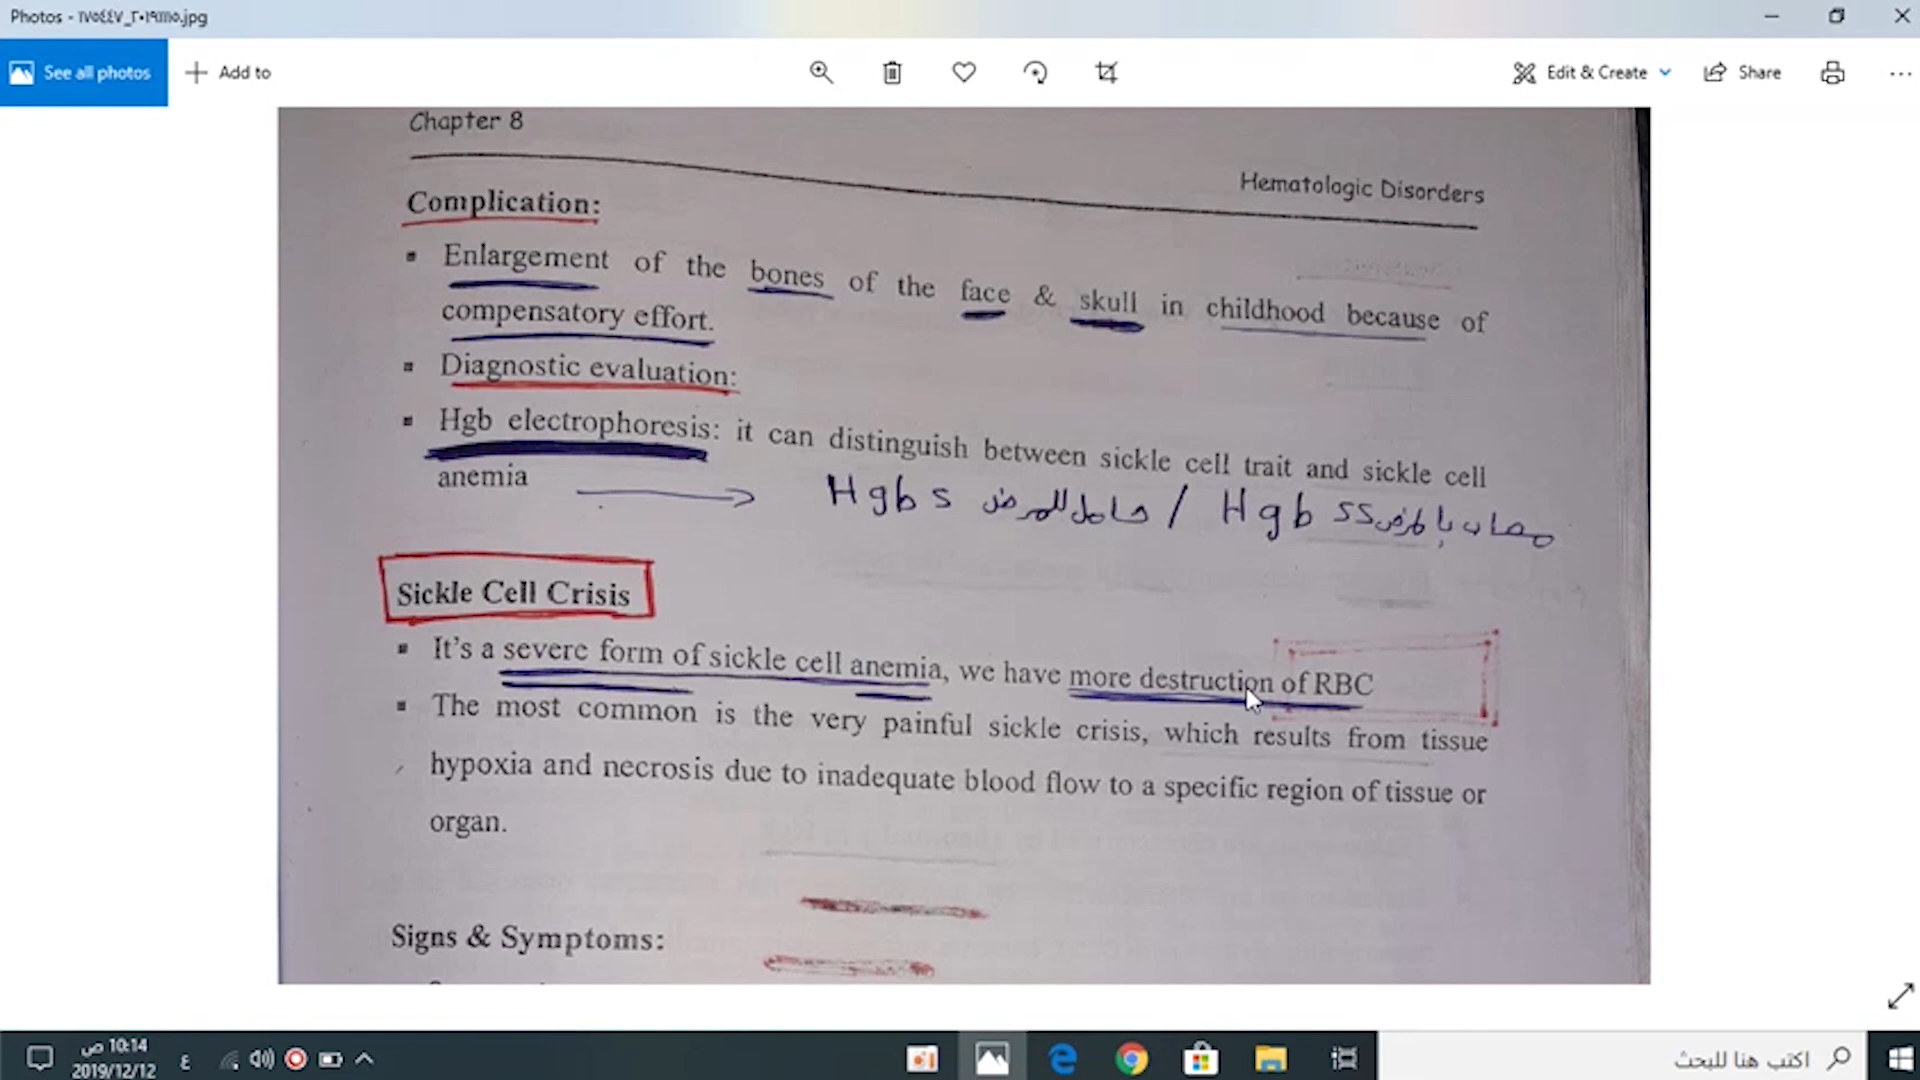 Photos - ٢٠١٩١١١٥_١٧٥٤٤٧.jpg
See all photos
Add to
Edit & Create
Share
Chapter 8
Hematologic Disorders
Complication:
▪ Enlargement of the bones of the face & skull in childhood because of
compensatory effort.
▪ Diagnostic evaluation:
▪ Hgb electrophoresis: it can distinguish between sickle cell trait and sickle cell
anemia
Hgb s حامل للمرض / Hgb ss مصاب بالمرض
Sickle Cell Crisis
▪ It's a severe form of sickle cell anemia, we have more destruction of RBC
▪ The most common is the very painful sickle crisis, which results from tissue
hypoxia and necrosis due to inadequate blood flow to a specific region of tissue or
organ.
Signs & Symptoms:
10:14 ص
2019/12/12
ع
اكتب هنا للبحث